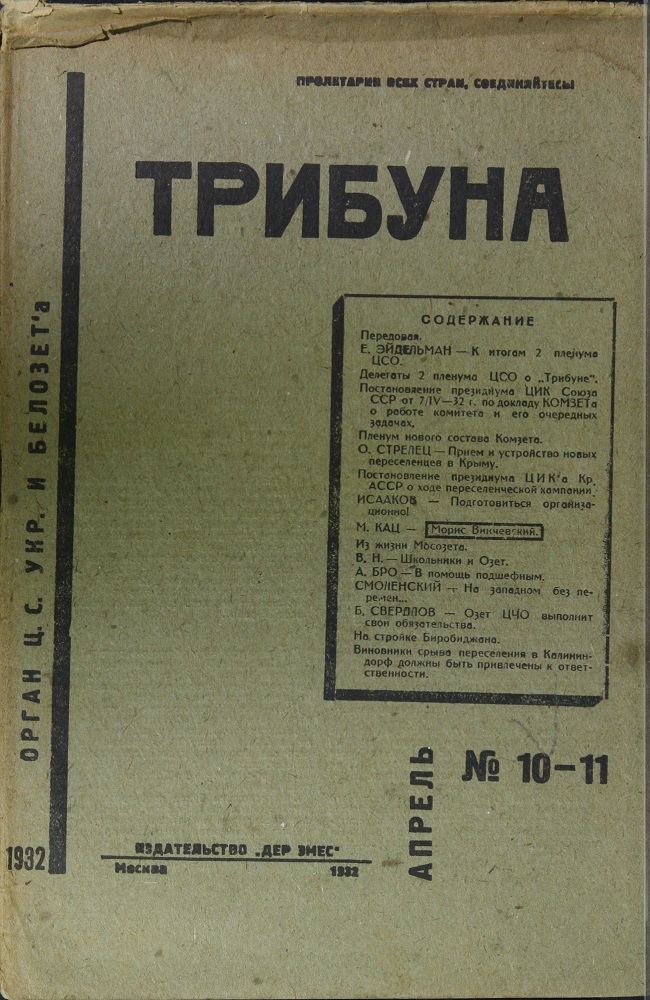 ПРОЛЕТАРИИ ВСЕХ СТРАН, СОЕДИНЯЙТЕСЬ!
ТРИБУНА
ОРГАН Ц. С. УКР. И БЕЛОЗЕТ'а
СОДЕРЖАНИЕ
Передовая.
Е. ЭЙДЕЛЬМАН — К итогам 2 пленума
ЦСО.
Делегаты 2 пленума ЦСО о „Трибуне".
Постановление президиума ЦИК Союза
ССР от 7/IV—32 г. по докладу КОМЗЕТа
о работе комитета и его очередных
задачах.
Пленум нового состава Комзета.
О. СТРЕЛЕЦ — Прием и устройство новых
переселенцев в Крыму.
Постановление президиума ЦИК'а Кр.
АССР о ходе переселенческой кампании.
ИСААКОВ — Подготовиться организа-
ционно!
М. КАЦ — Морис Винчевский.
Из жизни Мосозета.
В. Н. — Школьники и Озет.
А. БРО — В помощь подшефным.
СМОЛЕНСКИЙ — На западном без пе-
ремен...
Б. СВЕРДЛОВ — Озет ЦЧО выполнит
свои обязательства.
На стройке Биробиджана.
Виновники срыва переселения в Калинин-
дорф должны быть привлечены к ответ-
ственности.
АПРЕЛЬ
№ 10–11
1932
ИЗДАТЕЛЬСТВО „ДЕР ЭМЕС"
Москва 1932